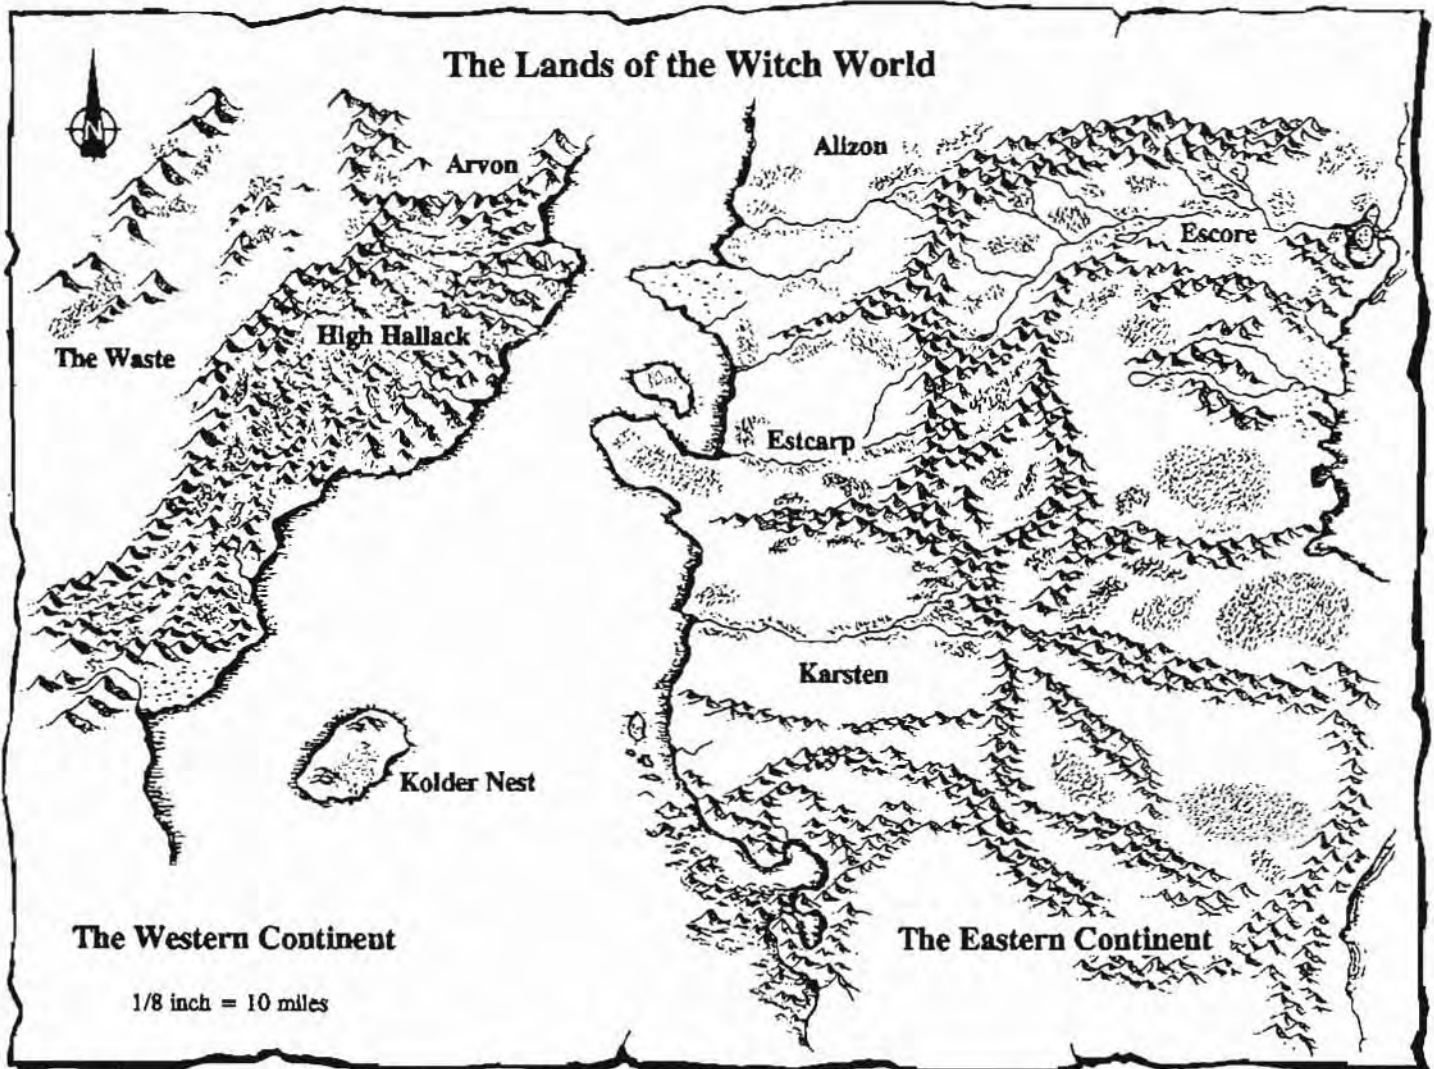 The Lands of the Witch World
N
Alizon
Arvon
Escore
High Hallack
The Waste
Estcarp
Karsten
Kolder Nest
The Western Continent
The Eastern Continent
1/8 inch = 10 miles